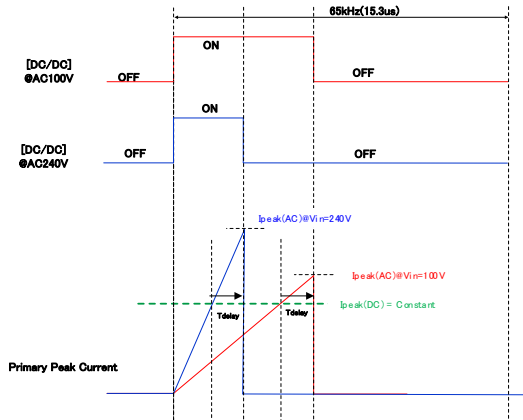 65kHz(15.3us)
[DC/DC]
@AC100V
OFF
ON
OFF
[DC/DC]
@AC240V
OFF
ON
OFF
Ipeak(AC)@Vin=240V
Ipeak(AC)@Vin=100V
Tdelay
Tdelay
Ipeak(DC) = Constant
Primary Peak Current